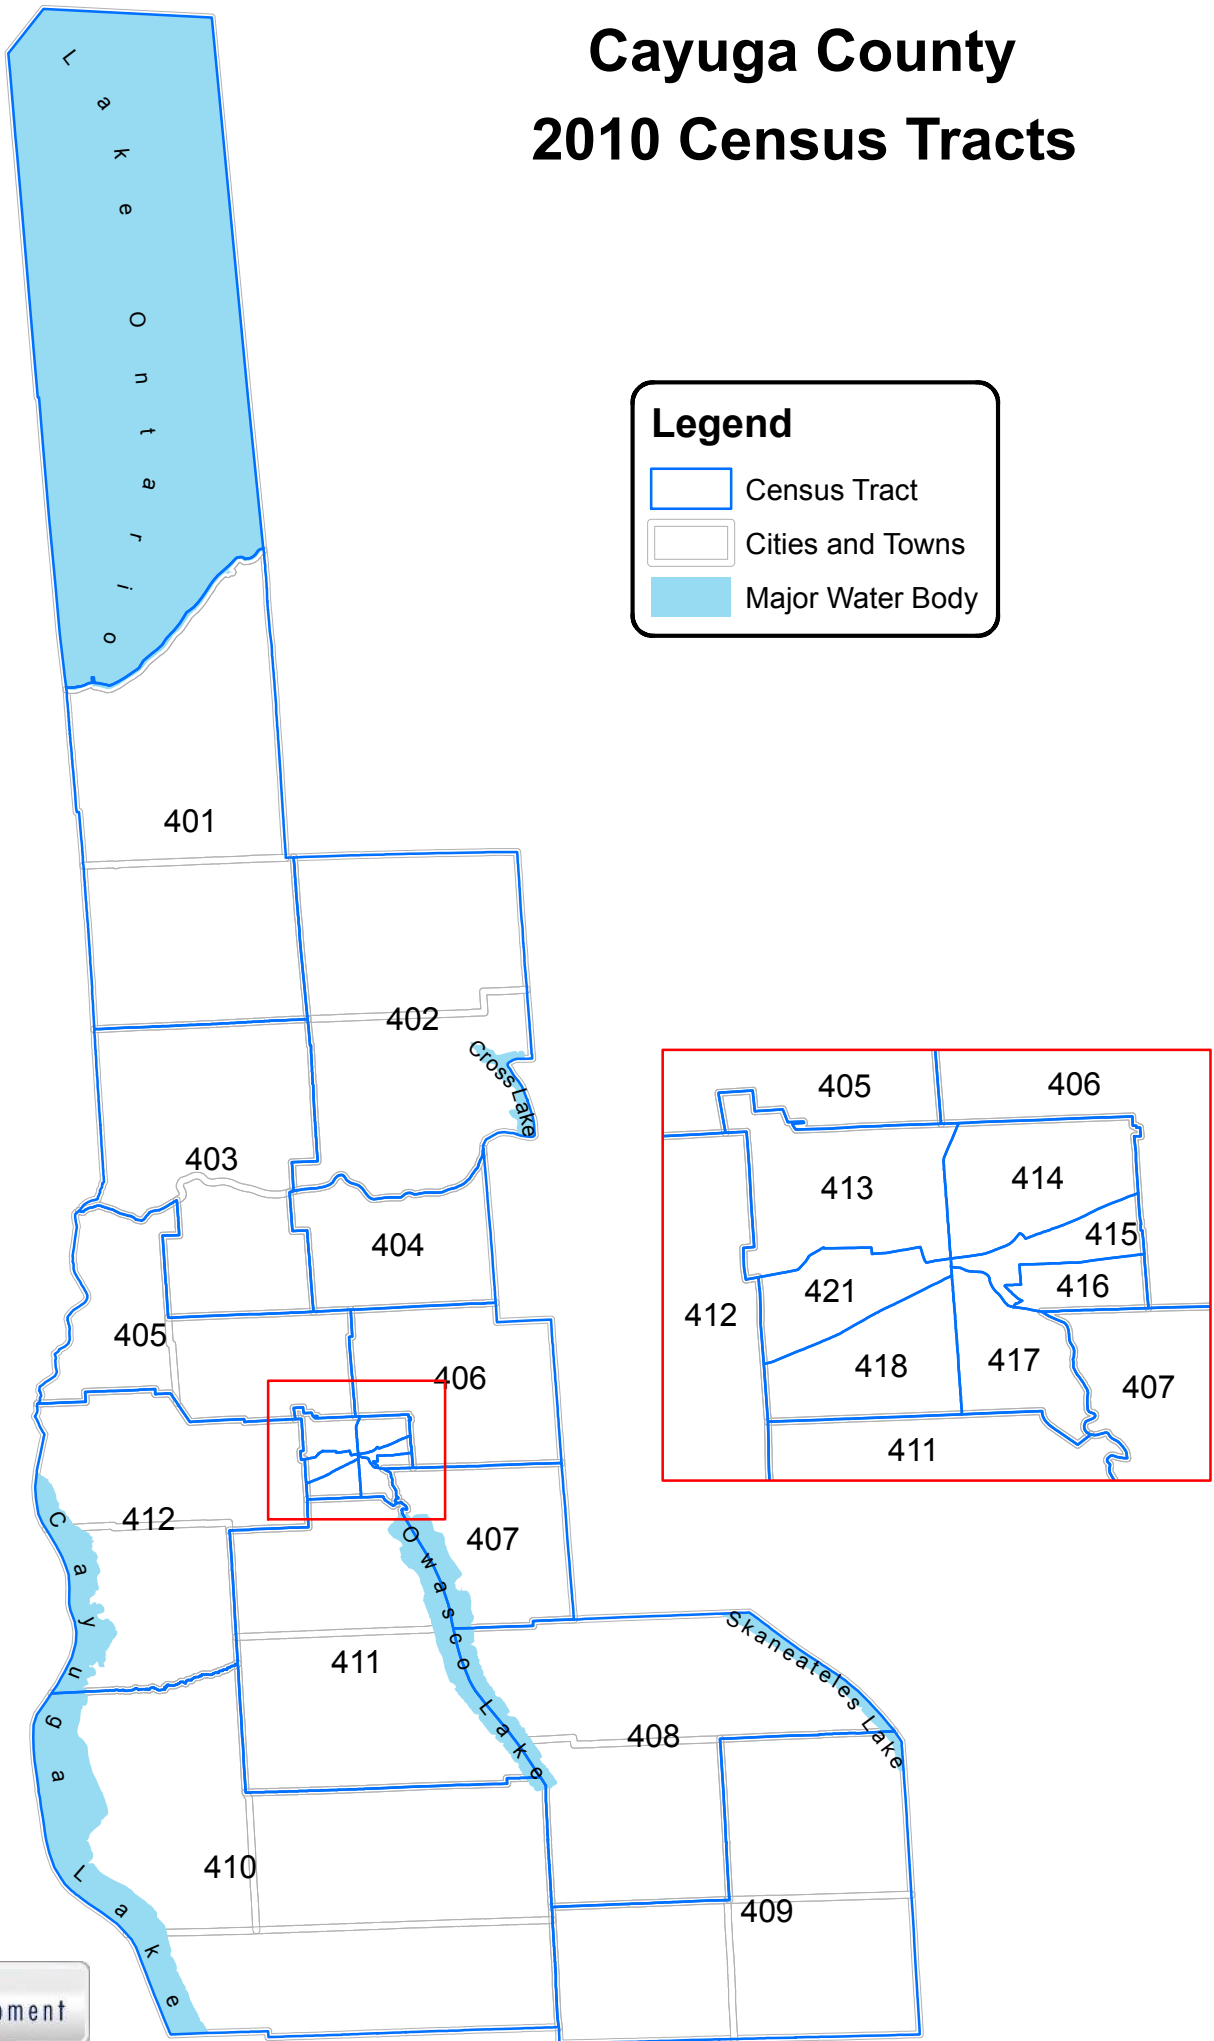 Cayuga County
2010 Census Tracts
Lake Ontario
Legend
Census Tract
Cities and Towns
Major Water Body
401
402
Cross Lake
403
404
405
406
412
407
Cayuga Lake
Owasco Lake
411
Skaneateles Lake
408
410
409
405
406
413
414
415
416
421
412
418
417
407
411